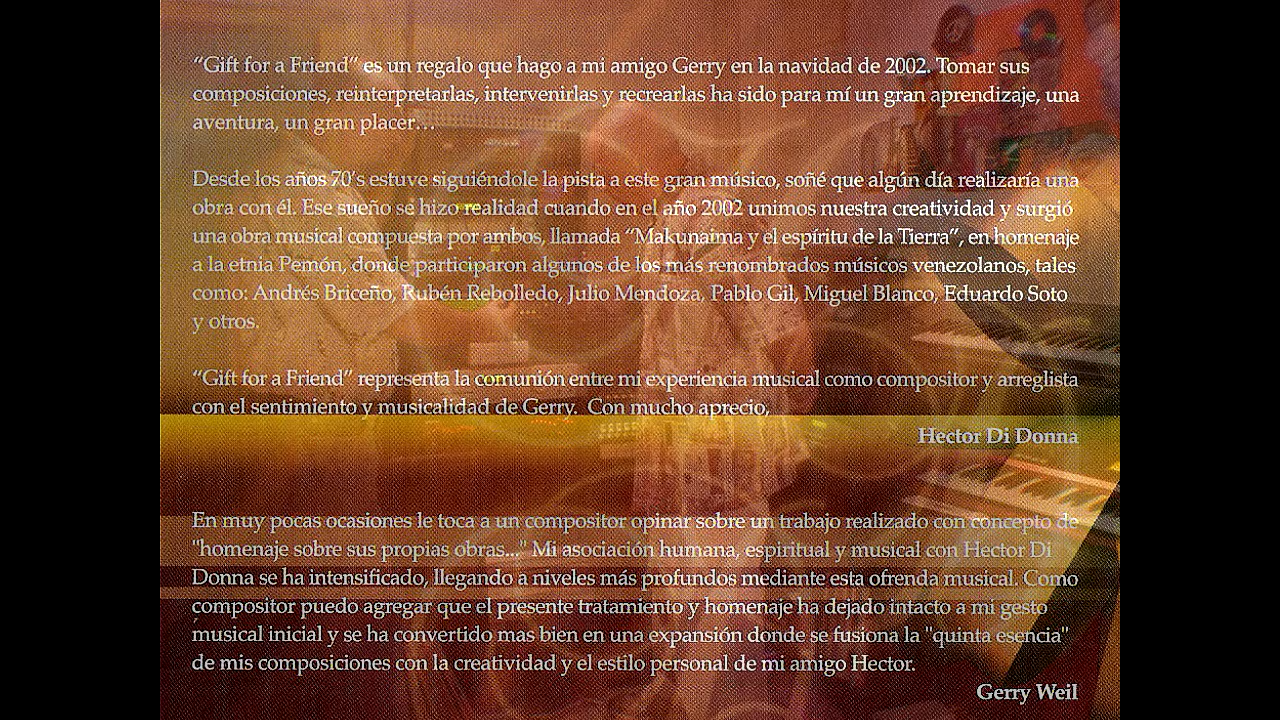 “Gift for a Friend” es un regalo que hago a mi amigo Gerry en la navidad de 2002. Tomar sus
composiciones, reinterpretarlas, intervenirlas y recrearlas ha sido para mí un gran aprendizaje, una
aventura, un gran placer…
Desde los años 70’s estuve siguiéndole la pista a este gran músico, soñé que algún día realizaría una
obra con él. Ese sueño se hizo realidad cuando en el año 2002 unimos nuestra creatividad y surgió
una obra musical compuesta por ambos, llamada “Makunaima y el espíritu de la Tierra”, en homenaje
a la etnia Pemón, donde participaron algunos de los más renombrados músicos venezolanos, tales
como: Andrés Briceño, Rubén Rebolledo, Julio Mendoza, Pablo Gil, Miguel Blanco, Eduardo Soto
y otros.
“Gift for a Friend” representa la comunión entre mi experiencia musical como compositor y arreglista
con el sentimiento y musicalidad de Gerry.  Con mucho aprecio,
Hector Di Donna
En muy pocas ocasiones le toca a un compositor opinar sobre un trabajo realizado con concepto de
"homenaje sobre sus propias obras..." Mi asociación humana, espiritual y musical con Hector Di
Donna se ha intensificado, llegando a niveles más profundos mediante esta ofrenda musical. Como
compositor puedo agregar que el presente tratamiento y homenaje ha dejado intacto a mi gesto
musical inicial y se ha convertido mas bien en una expansión donde se fusiona la "quinta esencia"
de mis composiciones con la creatividad y el estilo personal de mi amigo Hector.
Gerry Weil